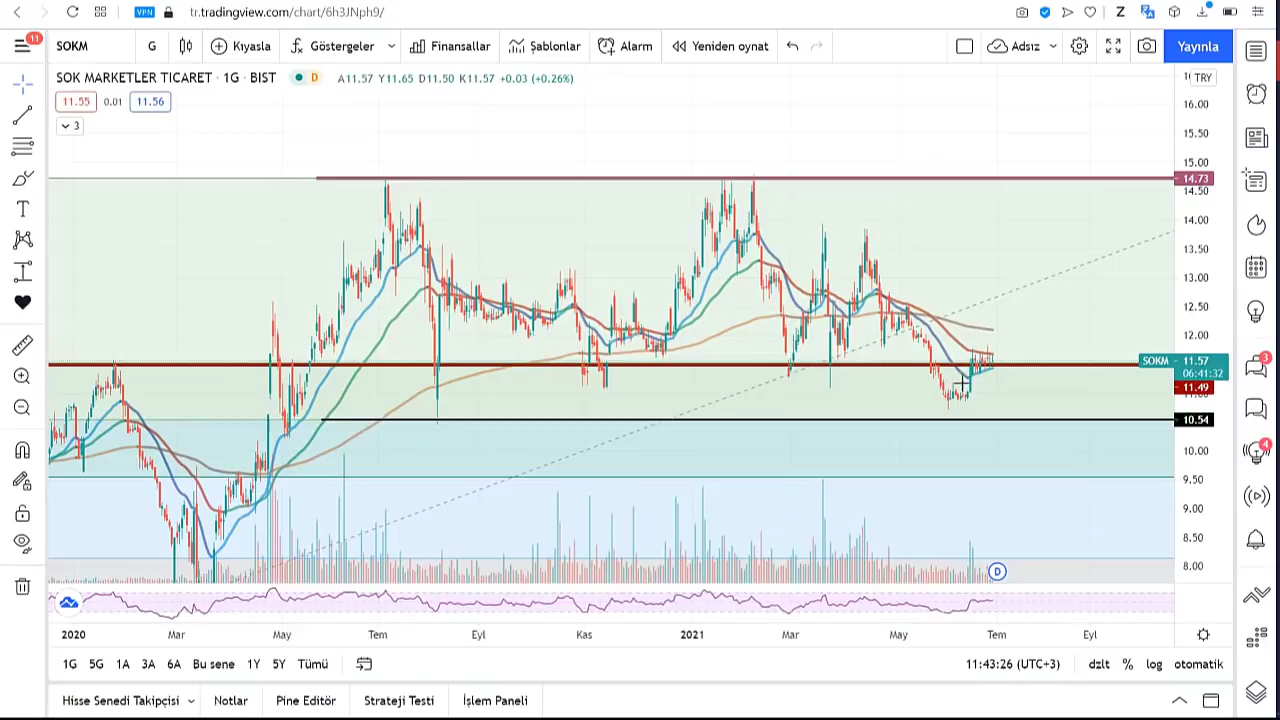 VPN tr.tradingview.com/chart/6h3JNph9/ Z
11 SOKM G Kıyasla Göstergeler Finansallar Şablonlar Alarm Yeniden oynat Adsız Yayınla
SOK MARKETLER TICARET · 1G · BIST D A11.57 Y11.65 D11.50 K11.57 +0.03 (+0.26%)
TRY
11.55 0.01 11.56
3
16.00
15.50
15.00
14.73
14.50
14.00
13.50
13.00
12.50
12.00
SOKM 11.57
06:41:32
11.49
10.54
10.00
9.50
9.00
8.50
8.00
3
4
D
2020 Mar May Tem Eyl Kas 2021 Mar May Tem Eyl
1G 5G 1A 3A 6A Bu sene 1Y 5Y Tümü 11:43:26 (UTC+3) dzlt % log otomatik
Hisse Senedi Takipçisi Notlar Pine Editör Strateji Testi İşlem Paneli